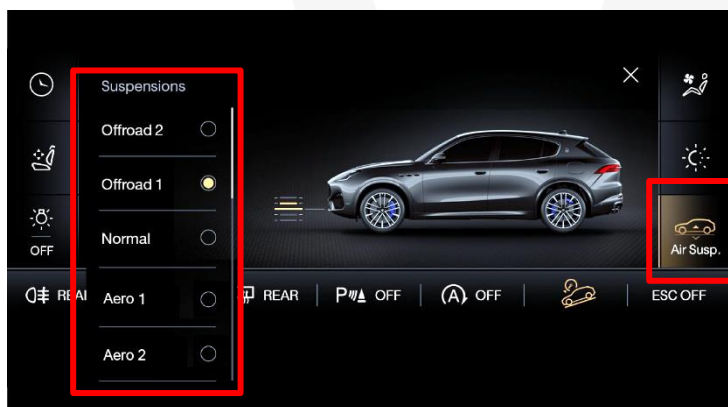 Suspensions
Offroad 2
Offroad 1
Normal
Aero 1
Aero 2
OFF
Air Susp.
REAR
P OFF
A OFF
ESC OFF